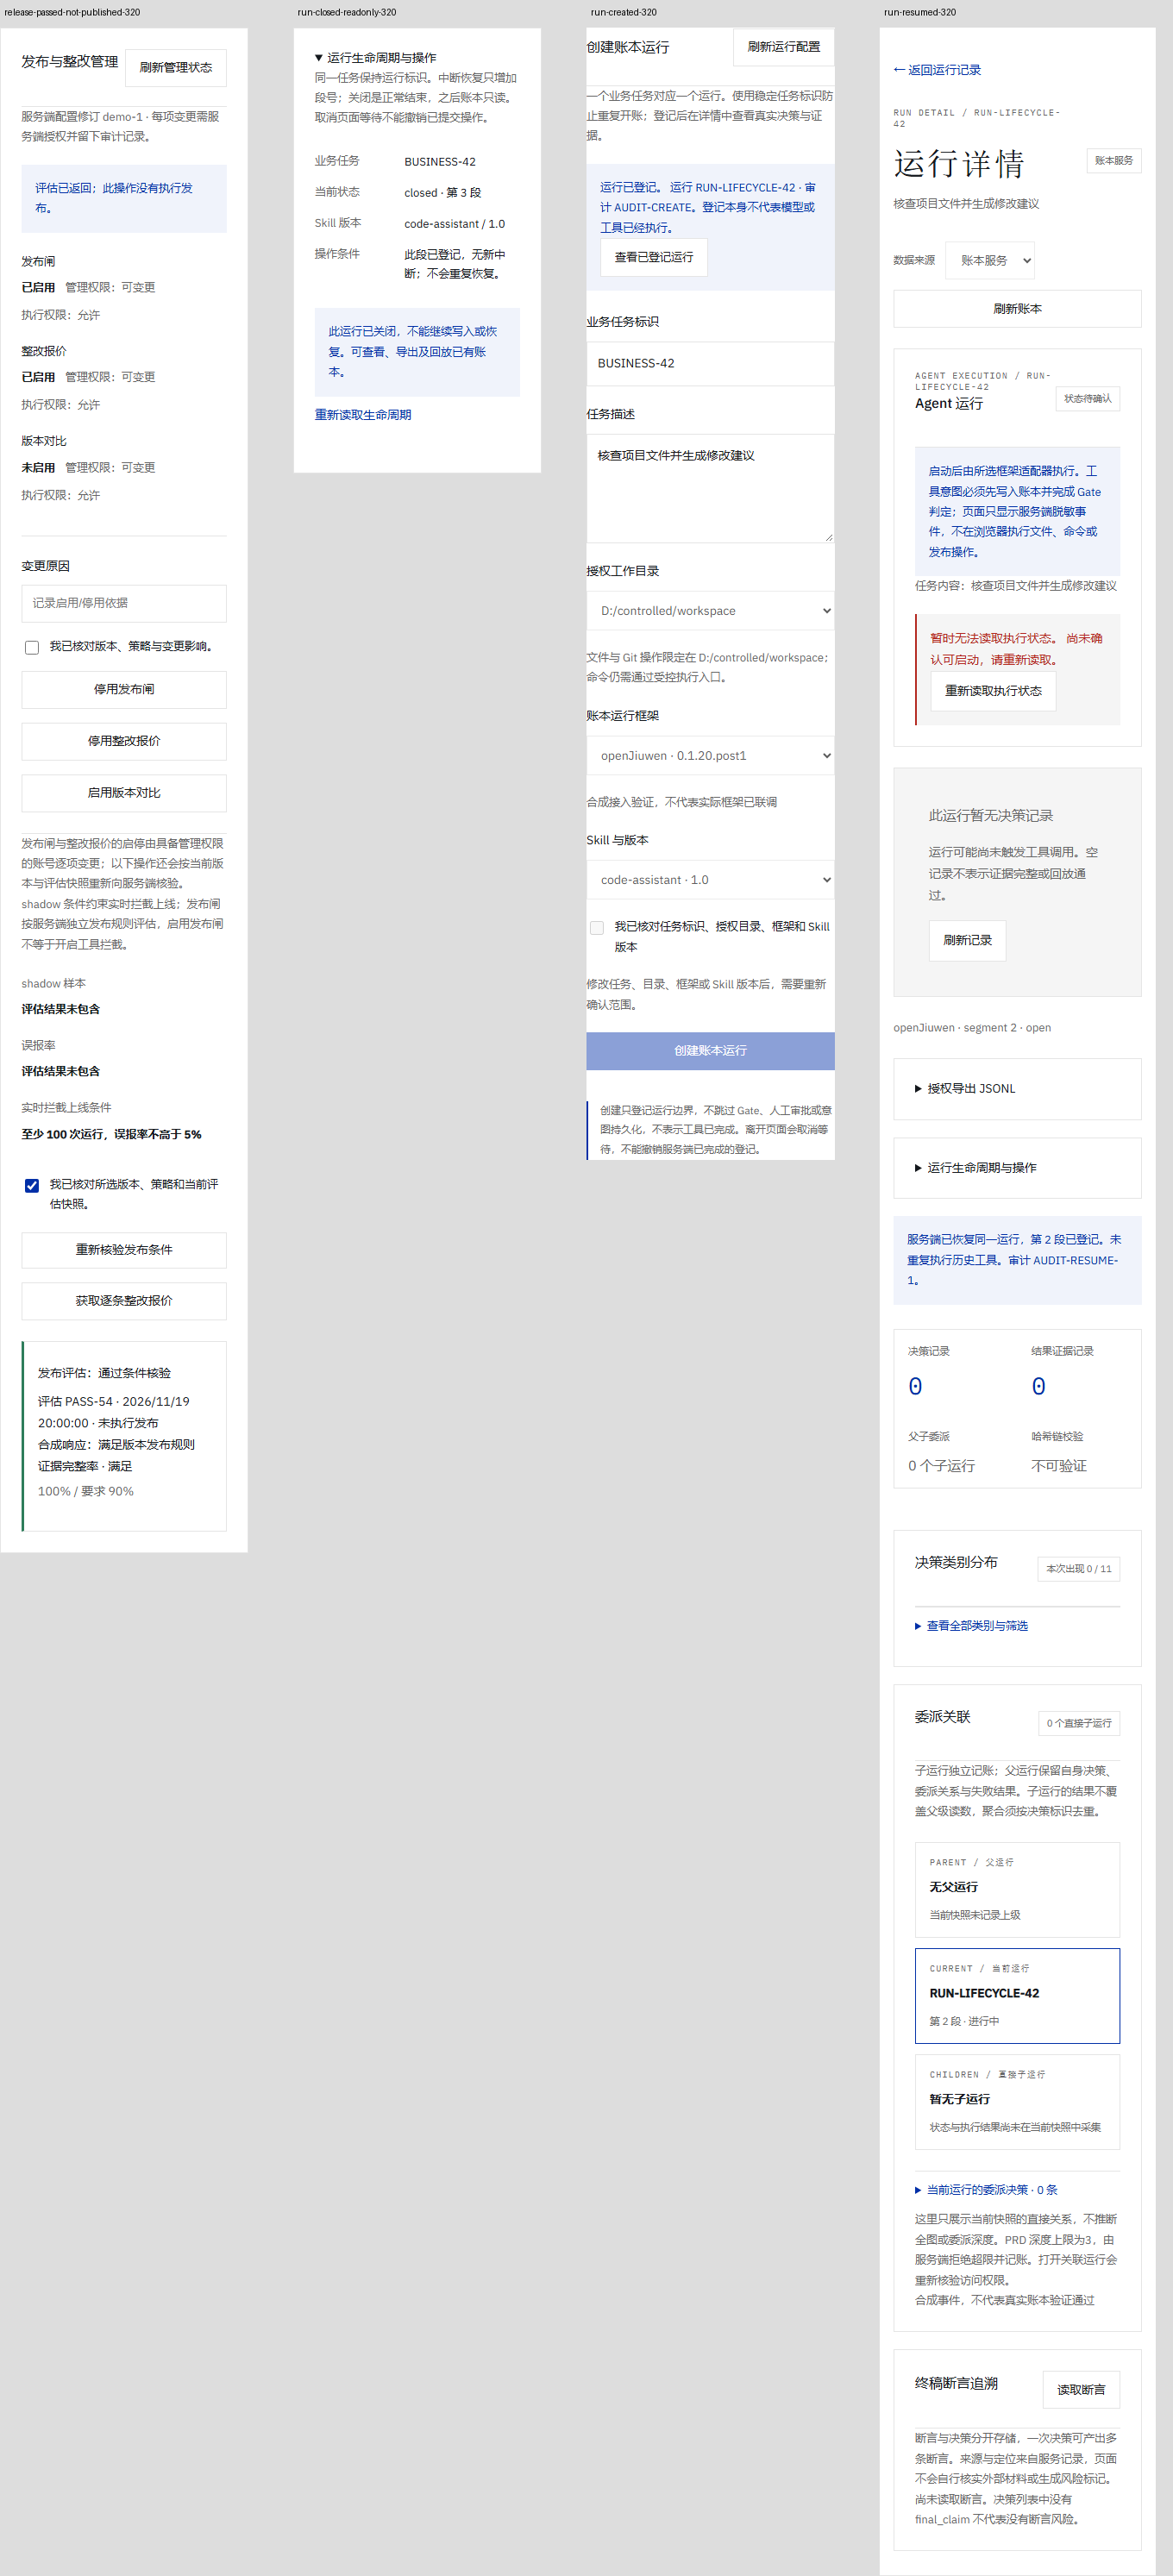 release-passed-not-published-320
发布与整改管理
刷新管理状态
服务端配置修订 demo-1 · 每项变更需服
务端授权并留下审计记录。
评估已返回；此操作没有执行发
布。
发布闸
已启用 管理权限：可变更
执行权限：允许
整改报价
已启用 管理权限：可变更
执行权限：允许
版本对比
未启用 管理权限：可变更
执行权限：允许
变更原因
记录启用/停用依据
我已核对版本、策略与变更影响。
停用发布闸
停用整改报价
启用版本对比
发布闸与整改报价的启停由具备管理权限
的账号逐项变更；以下操作还会按当前版
本与评估快照重新向服务端核验。
shadow 条件约束实时拦截上线；发布闸
按服务端独立发布规则评估，启用发布闸
不等于开启工具拦截。
shadow 样本
评估结果未包含
误报率
评估结果未包含
实时拦截上线条件
至少 100 次运行，误报率不高于 5%
我已核对所选版本、策略和当前评
估快照。
重新核验发布条件
获取逐条整改报价
发布评估：通过条件核验
评估 PASS-54 · 2026/11/19
20:00:00 · 未执行发布
合成响应：满足版本发布规则
证据完整率 · 满足
100% / 要求 90%
run-closed-readonly-320
▼ 运行生命周期与操作
同一任务保持运行标识。中断恢复只增加
段号；关闭是正常结束，之后账本只读。
取消页面等待不能撤销已提交操作。
业务任务 BUSINESS-42
当前状态 closed · 第 3 段
Skill 版本 code-assistant / 1.0
操作条件 此段已登记，无新中
断；不会重复恢复。
此运行已关闭，不能继续写入或恢
复。可查看、导出及回放已有账
本。
重新读取生命周期
run-created-320
创建账本运行
刷新运行配置
一个业务任务对应一个运行。使用稳定任务标识防
止重复开账；登记后在详情中查看真实决策与证
据。
运行已登记。 运行 RUN-LIFECYCLE-42 · 审
计 AUDIT-CREATE。登记本身不代表模型或
工具已经执行。
查看已登记运行
业务任务标识
BUSINESS-42
任务描述
核查项目文件并生成修改建议
授权工作目录
D:/controlled/workspace
文件与 Git 操作限定在 D:/controlled/workspace；
命令仍需通过受控执行入口。
账本运行框架
openJiuwen · 0.1.20.post1
合成接入验证，不代表实际框架已联调
Skill 与版本
code-assistant · 1.0
我已核对任务标识、授权目录、框架和 Skill
版本
修改任务、目录、框架或 Skill 版本后，需要重新
确认范围。
创建账本运行
创建只登记运行边界，不跳过 Gate、人工审批或意
图持久化，不表示工具已完成。离开页面会取消等
待，不能撤销服务端已完成的登记。
run-resumed-320
← 返回运行记录
RUN DETAIL / RUN-LIFECYCLE-
42
运行详情
账本服务
核查项目文件并生成修改建议
数据来源 账本服务
刷新账本
AGENT EXECUTION / RUN-
LIFECYCLE-42
Agent 运行
状态待确认
启动后由所选框架适配器执行。工
具意图必须先写入账本并完成 Gate
判定；页面只显示服务端脱敏事
件，不在浏览器执行文件、命令或
发布操作。
任务内容：核查项目文件并生成修改建议
暂时无法读取执行状态。 尚未确
认可启动，请重新读取。
重新读取执行状态
此运行暂无决策记录
运行可能尚未触发工具调用。空
记录不表示证据完整或回放通
过。
刷新记录
openJiuwen · segment 2 · open
▶ 授权导出 JSONL
▶ 运行生命周期与操作
服务端已恢复同一运行，第 2 段已登记。未
重复执行历史工具。审计 AUDIT-RESUME-
1。
决策记录 结果证据记录
0 0
父子委派 哈希链校验
0 个子运行 不可验证
决策类别分布
本次出现 0 / 11
▶ 查看全部类别与筛选
委派关联
0 个直接子运行
子运行独立记账；父运行保留自身决策、
委派关系与失败结果。子运行的结果不覆
盖父级读数，聚合须按决策标识去重。
PARENT / 父运行
无父运行
当前快照未记录上级
CURRENT / 当前运行
RUN-LIFECYCLE-42
第 2 段 · 进行中
CHILDREN / 直接子运行
暂无子运行
状态与执行结果尚未在当前快照中采集
▶ 当前运行的委派决策 · 0 条
这里只展示当前快照的直接关系，不推断
全图或委派深度。PRD 深度上限为3，由
服务端拒绝超限并记账。打开关联运行会
重新核验访问权限。
合成事件，不代表真实账本验证通过
终稿断言追溯
读取断言
断言与决策分开存储，一次决策可产出多
条断言。来源与定位来自服务记录，页面
不会自行核实外部材料或生成风险标记。
尚未读取断言。决策列表中没有
final_claim 不代表没有断言风险。